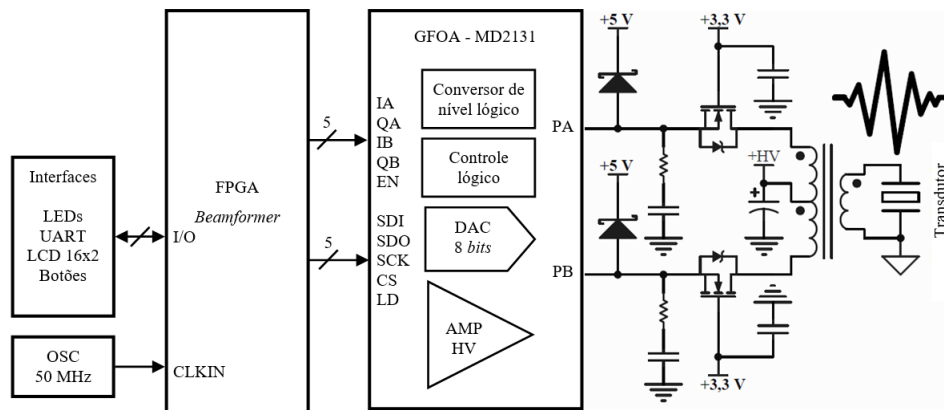 Interfaces
LEDs
UART
LCD 16x2
Botões
OSC
50 MHz
FPGA
Beamformer
I/O
CLKIN
5
5
GFOA - MD2131
IA
QA
IB
QB
EN
SDI
SDO
SCK
CS
LD
Conversor de
nível lógico
Controle
lógico
DAC
8 bits
AMP
HV
PA
PB
+5 V
+3,3 V
+5 V
+HV
+
+3,3 V
Transdutor